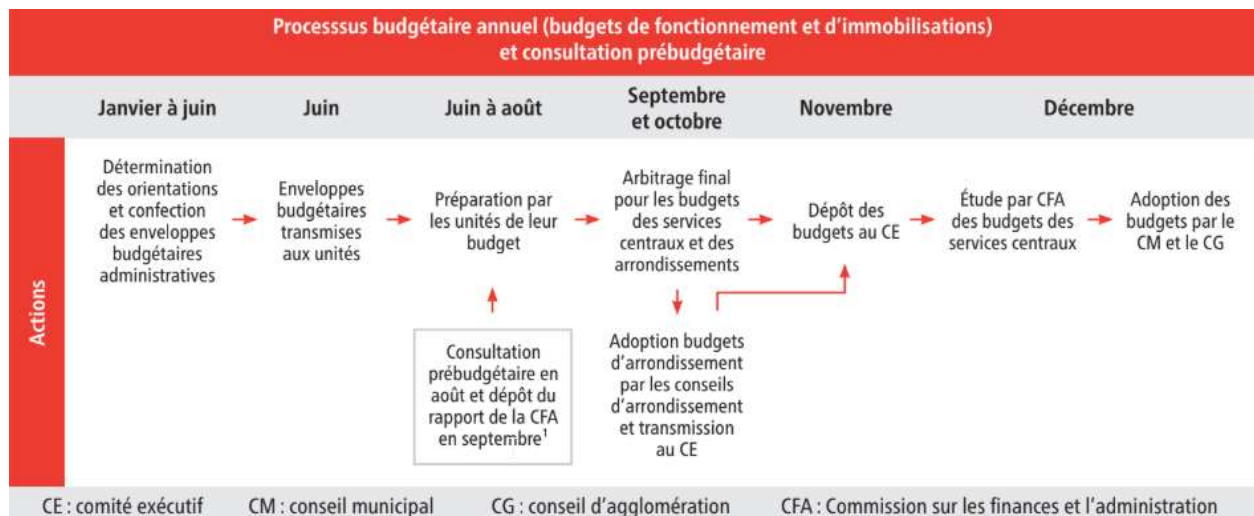 Processsus budgétaire annuel (budgets de fonctionnement et d'immobilisations)
et consultation prébudgétaire
Janvier à juin
Juin
Juin à août
Septembre
et octobre
Novembre
Décembre
Actions
Détermination
des orientations
et confection
des enveloppes
budgétaires
administratives
Enveloppes
budgétaires
transmises
aux unités
Préparation par
les unités de leur
budget
Arbitrage final
pour les budgets
des services
centraux et des
arrondissements
Dépôt des
budgets au CE
Étude par CFA
des budgets des
services centraux
Adoption des
budgets par le
CM et le CG
Consultation
prébudgétaire en
août et dépôt du
rapport de la CFA
en septembre¹
Adoption budgets
d'arrondissement
par les conseils
d'arrondissement
et transmission
au CE
CE : comité exécutif
CM : conseil municipal
CG : conseil d'agglomération
CFA : Commission sur les finances et l'administration